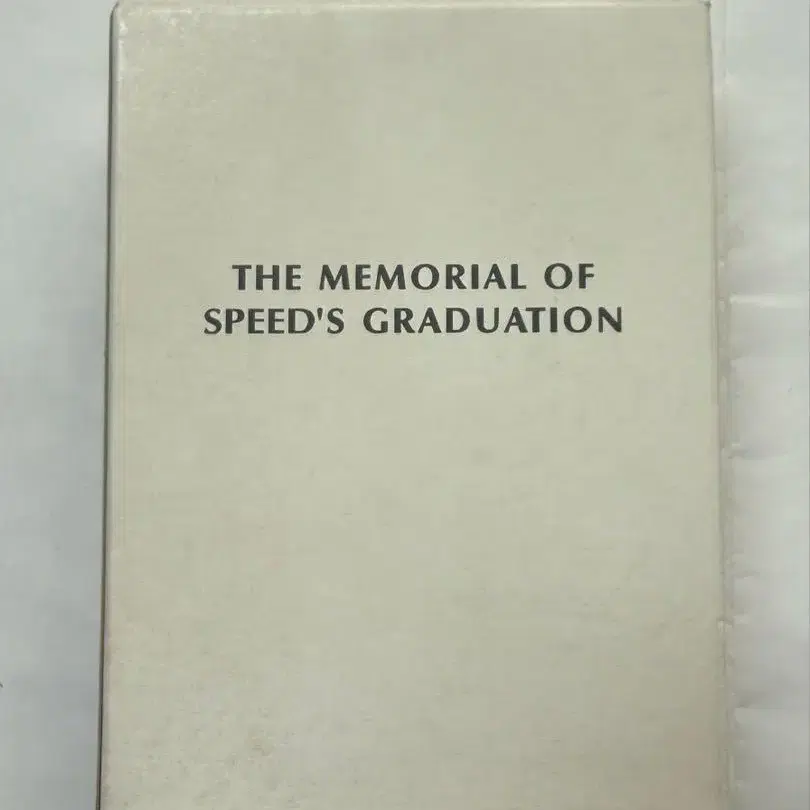 THE MEMORIAL OF
SPEED'S GRADUATION